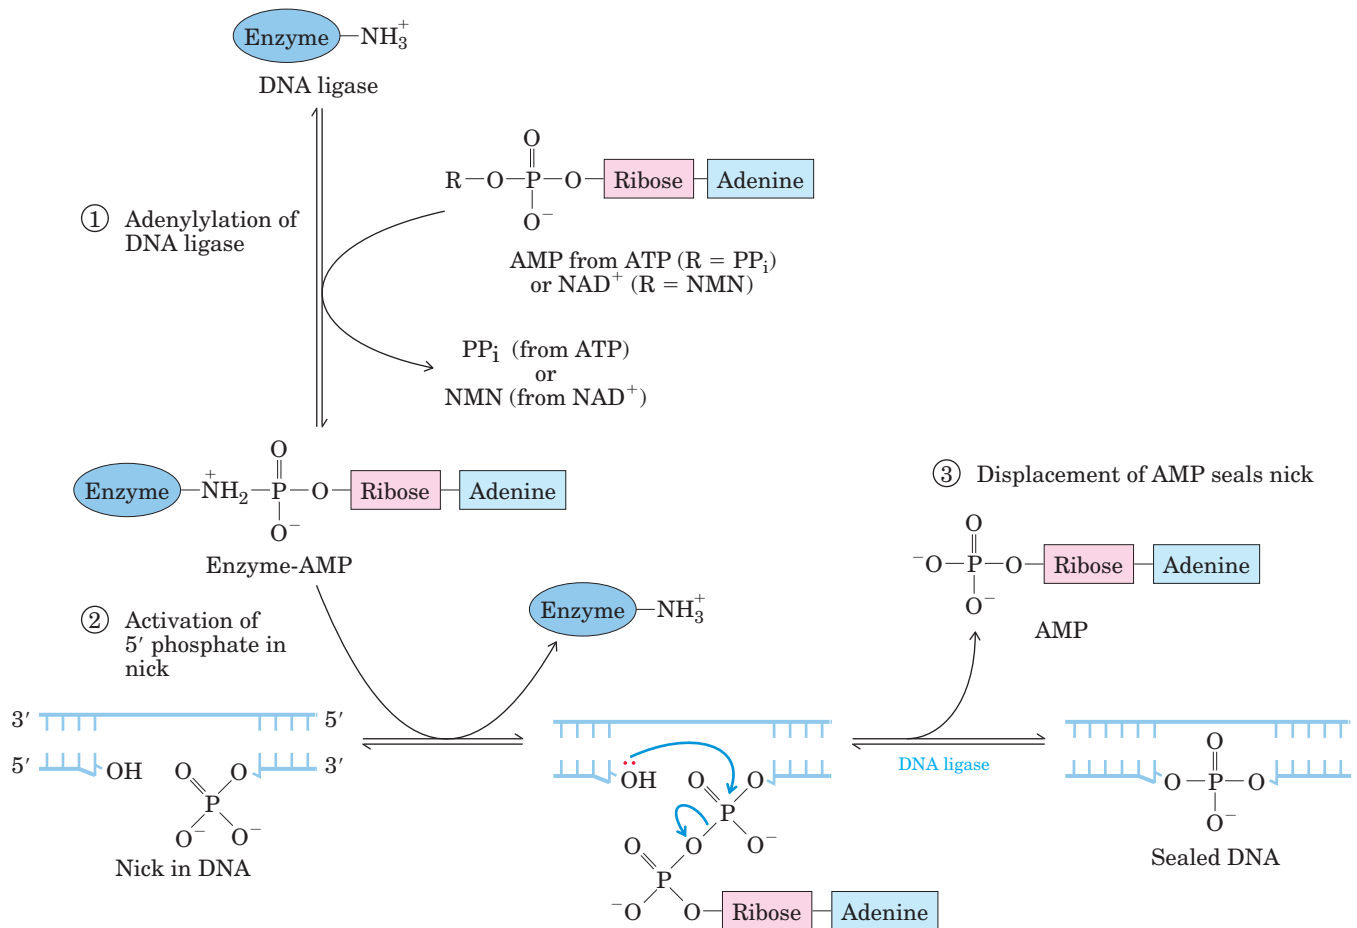 Enzyme NH3+
DNA ligase
O
R—O—P—O— Ribose Adenine
O−
① Adenylylation of
DNA ligase
AMP from ATP (R = PPi)
or NAD+ (R = NMN)
PPi (from ATP)
or
NMN (from NAD+)
O
Enzyme —N+H2—P—O— Ribose Adenine
O−
Enzyme-AMP
③ Displacement of AMP seals nick
O
−O—P—O— Ribose Adenine
O−
AMP
② Activation of
5′ phosphate in
nick
Enzyme NH3+
3′ 5′
5′ OH O 3′
O
P
O− O−
Nick in DNA
OH O O
P
O O O−
P
−O O— Ribose Adenine
DNA ligase
O
O—P—O
O−
Sealed DNA